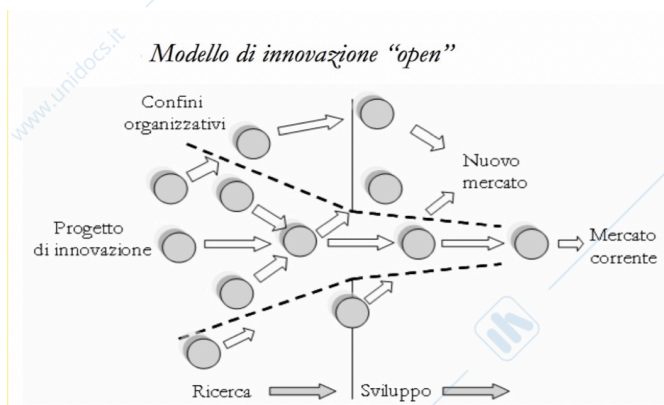 www.unidocs.it
Modello di innovazione “open”
Confini
organizzativi
Nuovo
mercato
Progetto
di innovazione
Mercato
corrente
Ricerca
Sviluppo